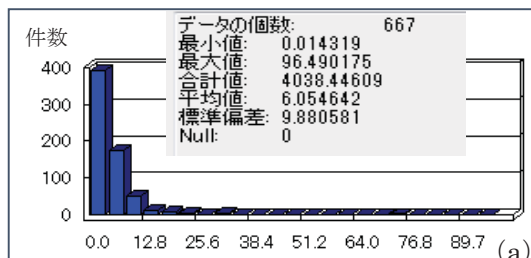 件数
データの個数: 667
最小値: 0.014319
最大値: 96.490175
合計値: 4038.44609
平均値: 6.054642
標準偏差: 9.880581
Null: 0
400
300
200
100
0
0.0 12.8 25.6 38.4 51.2 64.0 76.8 89.7
(a)